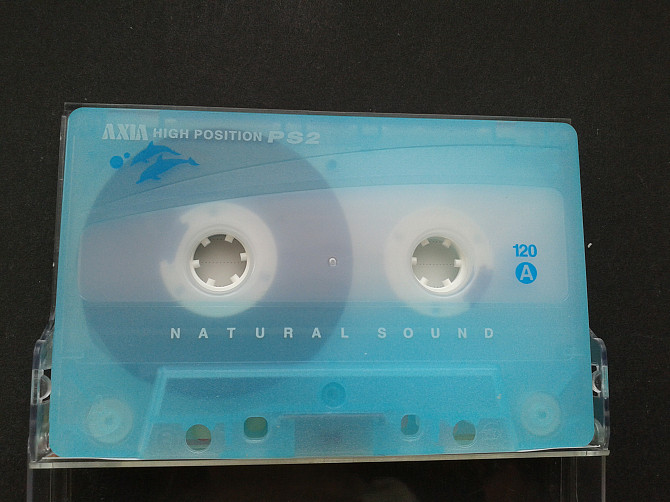 AXIA HIGH POSITION PS2
120
A
NATURAL SOUND